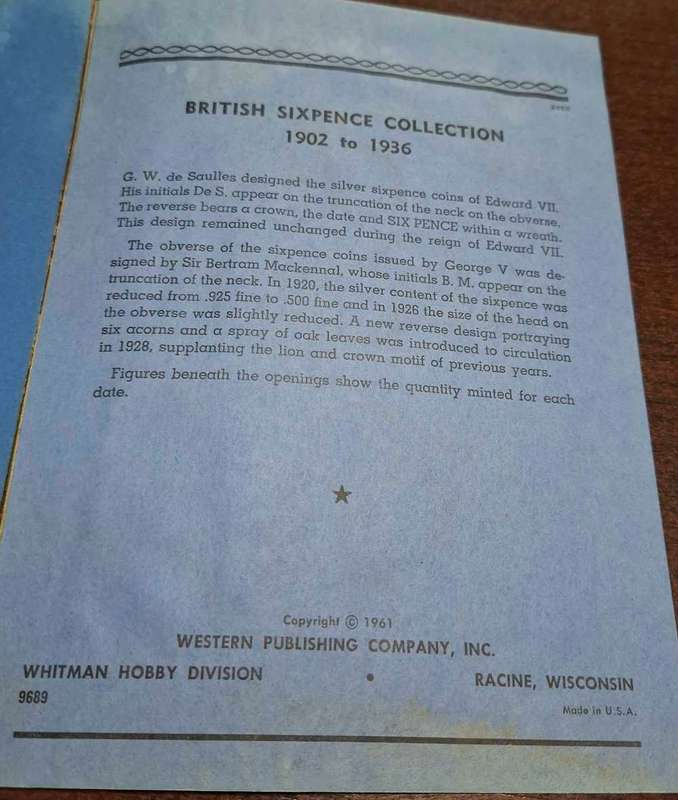 BRITISH SIXPENCE COLLECTION
1902 to 1936
G. W. de Saulles designed the silver sixpence coins of Edward VII.
His initials De S. appear on the truncation of the neck on the obverse.
The reverse bears a crown, the date and SIX PENCE within a wreath.
This design remained unchanged during the reign of Edward VII.
The obverse of the sixpence coins issued by George V was de-
signed by Sir Bertram Mackennal, whose initials B. M. appear on the
truncation of the neck. In 1920, the silver content of the sixpence was
reduced from .925 fine to .500 fine and in 1926 the size of the head on
the obverse was slightly reduced. A new reverse design portraying
six acorns and a spray of oak leaves was introduced to circulation
in 1928, supplanting the lion and crown motif of previous years.
Figures beneath the openings show the quantity minted for each
date.
Copyright © 1961
WESTERN PUBLISHING COMPANY, INC.
WHITMAN HOBBY DIVISION • RACINE, WISCONSIN
9689 Made in U.S.A.